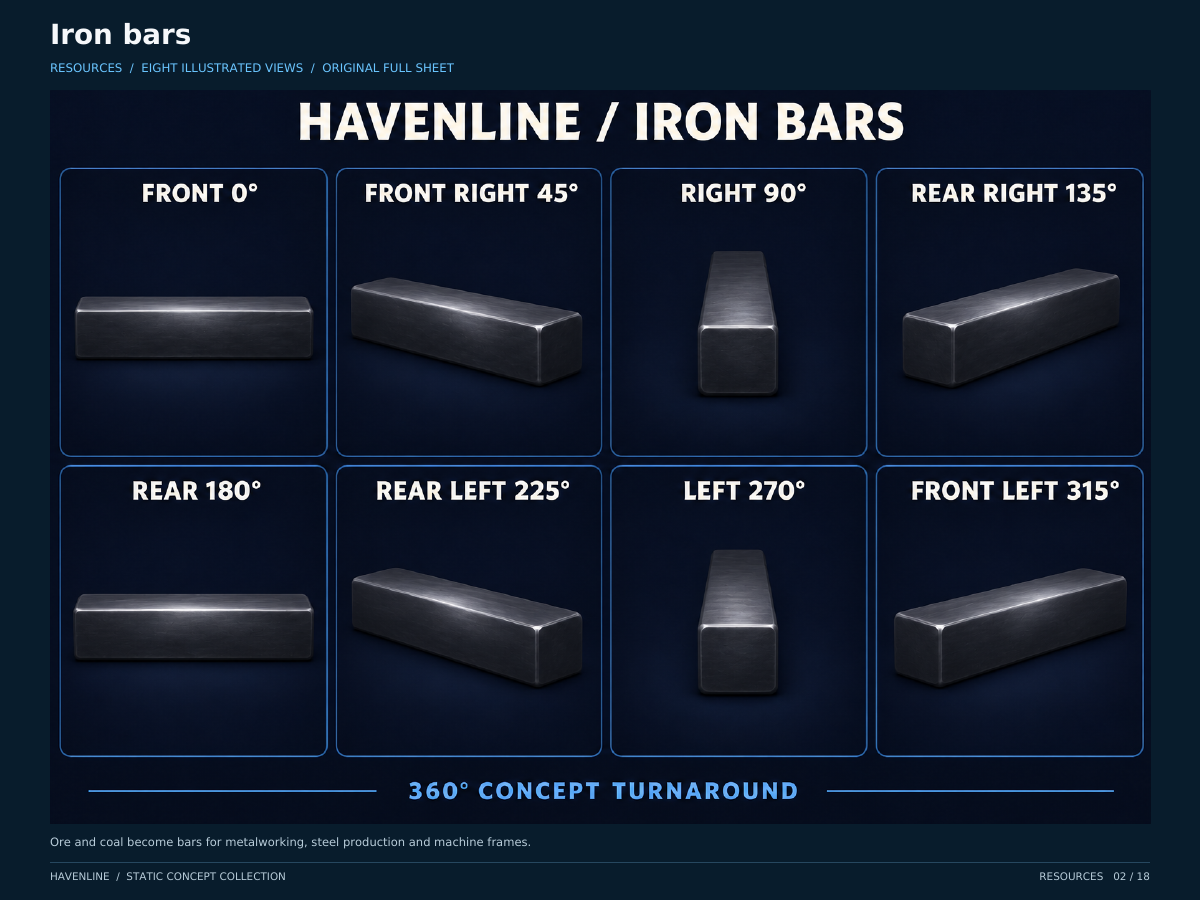 Iron bars
RESOURCES / EIGHT ILLUSTRATED VIEWS / ORIGINAL FULL SHEET
HAVENLINE / IRON BARS
FRONT 0°
FRONT RIGHT 45°
RIGHT 90°
REAR RIGHT 135°
REAR 180°
REAR LEFT 225°
LEFT 270°
FRONT LEFT 315°
360° CONCEPT TURNAROUND
Ore and coal become bars for metalworking, steel production and machine frames.
HAVENLINE / STATIC CONCEPT COLLECTION
RESOURCES 02 / 18